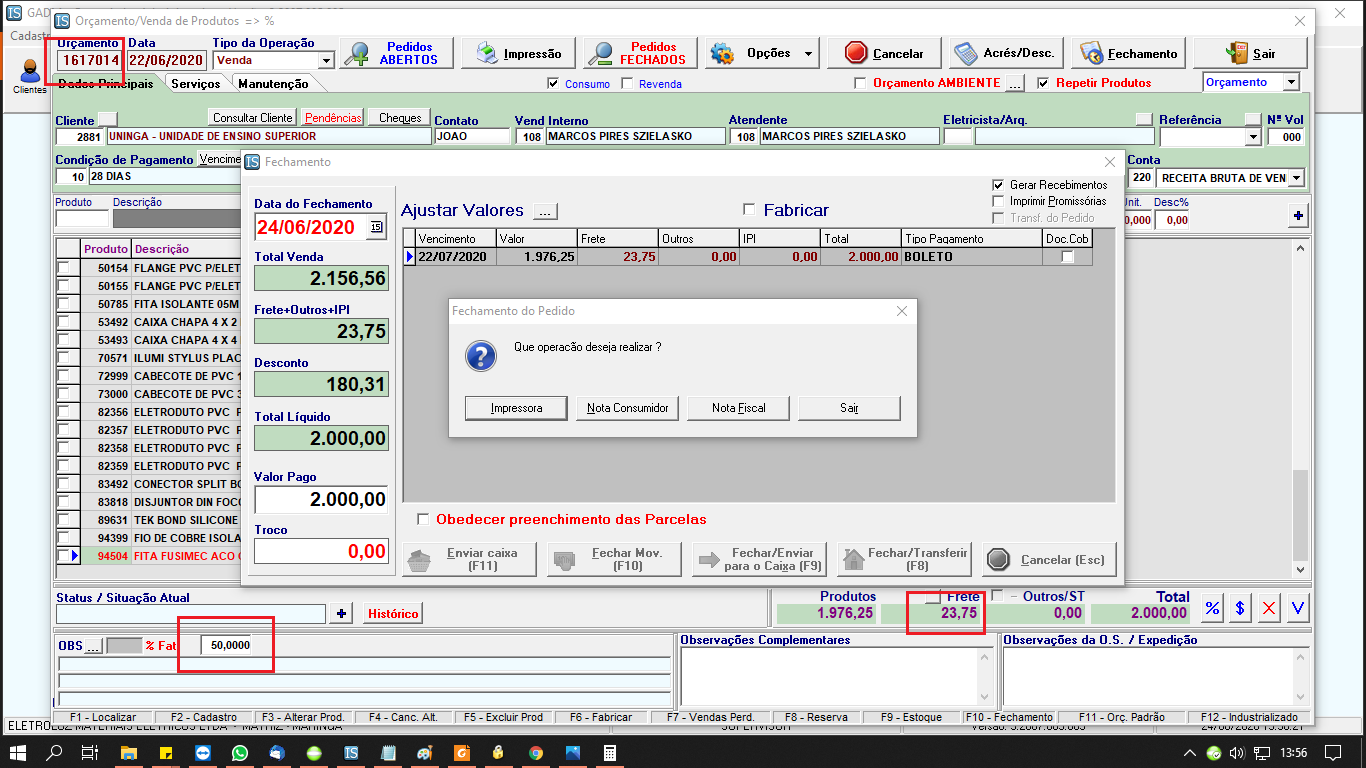 Orçamento/Venda de Produtos => %
Orçamento
1617014
Data
22/06/2020
Tipo da Operação
Venda
Pedidos
ABERTOS
Impressão
Pedidos
FECHADOS
Opções
Cancelar
Acrés/Desc.
Fechamento
Sair
Clientes
Dados Principais
Serviços
Manutenção
Consumo
Revenda
Orçamento AMBIENTE
...
Repetir Produtos
Orçamento
Cliente
Consultar Cliente
Pendências
Cheques
Contato
Vend Interno
Atendente
Eletricista/Arq.
Referência
Nº Vol
2881
UNINGA - UNIDADE DE ENSINO SUPERIOR
JOAO
108
MARCOS PIRES SZIELASKO
108
MARCOS PIRES SZIELASKO
000
Condição de Pagamento
Conta
10
28 DIAS
220
RECEITA BRUTA DE VEN
Produto
Descrição
Desc%
0,00
Produto
Descrição
50154
FLANGE PVC P/ELET
50155
FLANGE PVC P/ELET
50785
FITA ISOLANTE 05M
53492
CAIXA CHAPA 4 X 2
53493
CAIXA CHAPA 4 X 4
70571
ILUMI STYLUS PLAC
72999
CABECOTE DE PVC 1
73000
CABECOTE DE PVC 3
82356
ELETRODUTO PVC
82357
ELETRODUTO PVC
82358
ELETRODUTO PVC
82359
ELETRODUTO PVC
83492
CONECTOR SPLIT BO
83818
DISJUNTOR DIN FOCO
89631
TEK BOND SILICONE
94399
FIO DE COBRE ISOLA
94504
FITA FUSIMEC ACO
Fechamento
Data do Fechamento
24/06/2020
15
Total Venda
2.156,56
Frete+Outros+IPI
23,75
Desconto
180,31
Total Líquido
2.000,00
Valor Pago
2.000,00
Troco
0,00
Ajustar Valores
...
Fabricar
Gerar Recebimentos
Imprimir Promissórias
Transf. do Pedido
Vencimento
Valor
Frete
Outros
IPI
Total
Tipo Pagamento
Doc.Cob
22/07/2020
1.976,25
23,75
0,00
0,00
2.000,00
BOLETO
Fechamento do Pedido
Que operacão deseja realizar ?
Impressora
Nota Consumidor
Nota Fiscal
Sair
Obedecer preenchimento das Parcelas
Enviar caixa
(F11)
Fechar Mov.
(F10)
Fechar/Enviar
para o Caixa (F9)
Fechar/Transferir
(F8)
Cancelar (Esc)
Status / Situação Atual
+
Histórico
Produtos
1.976,25
Frete
23,75
Outros/ST
0,00
Total
2.000,00
%
$
X
V
OBS
...
% Fat
50,0000
Observações Complementares
Observações da O.S. / Expedição
F1 - Localizar
F2 - Cadastro
F3 - Alterar Prod.
F4 - Canc. Alt.
F5 - Excluir Prod
F6 - Fabricar
F7 - Vendas Perd.
F8 - Reserva
F9 - Estoque
F10 - Fechamento
F11 - Orç. Padrão
F12 - Industrializado
13:56